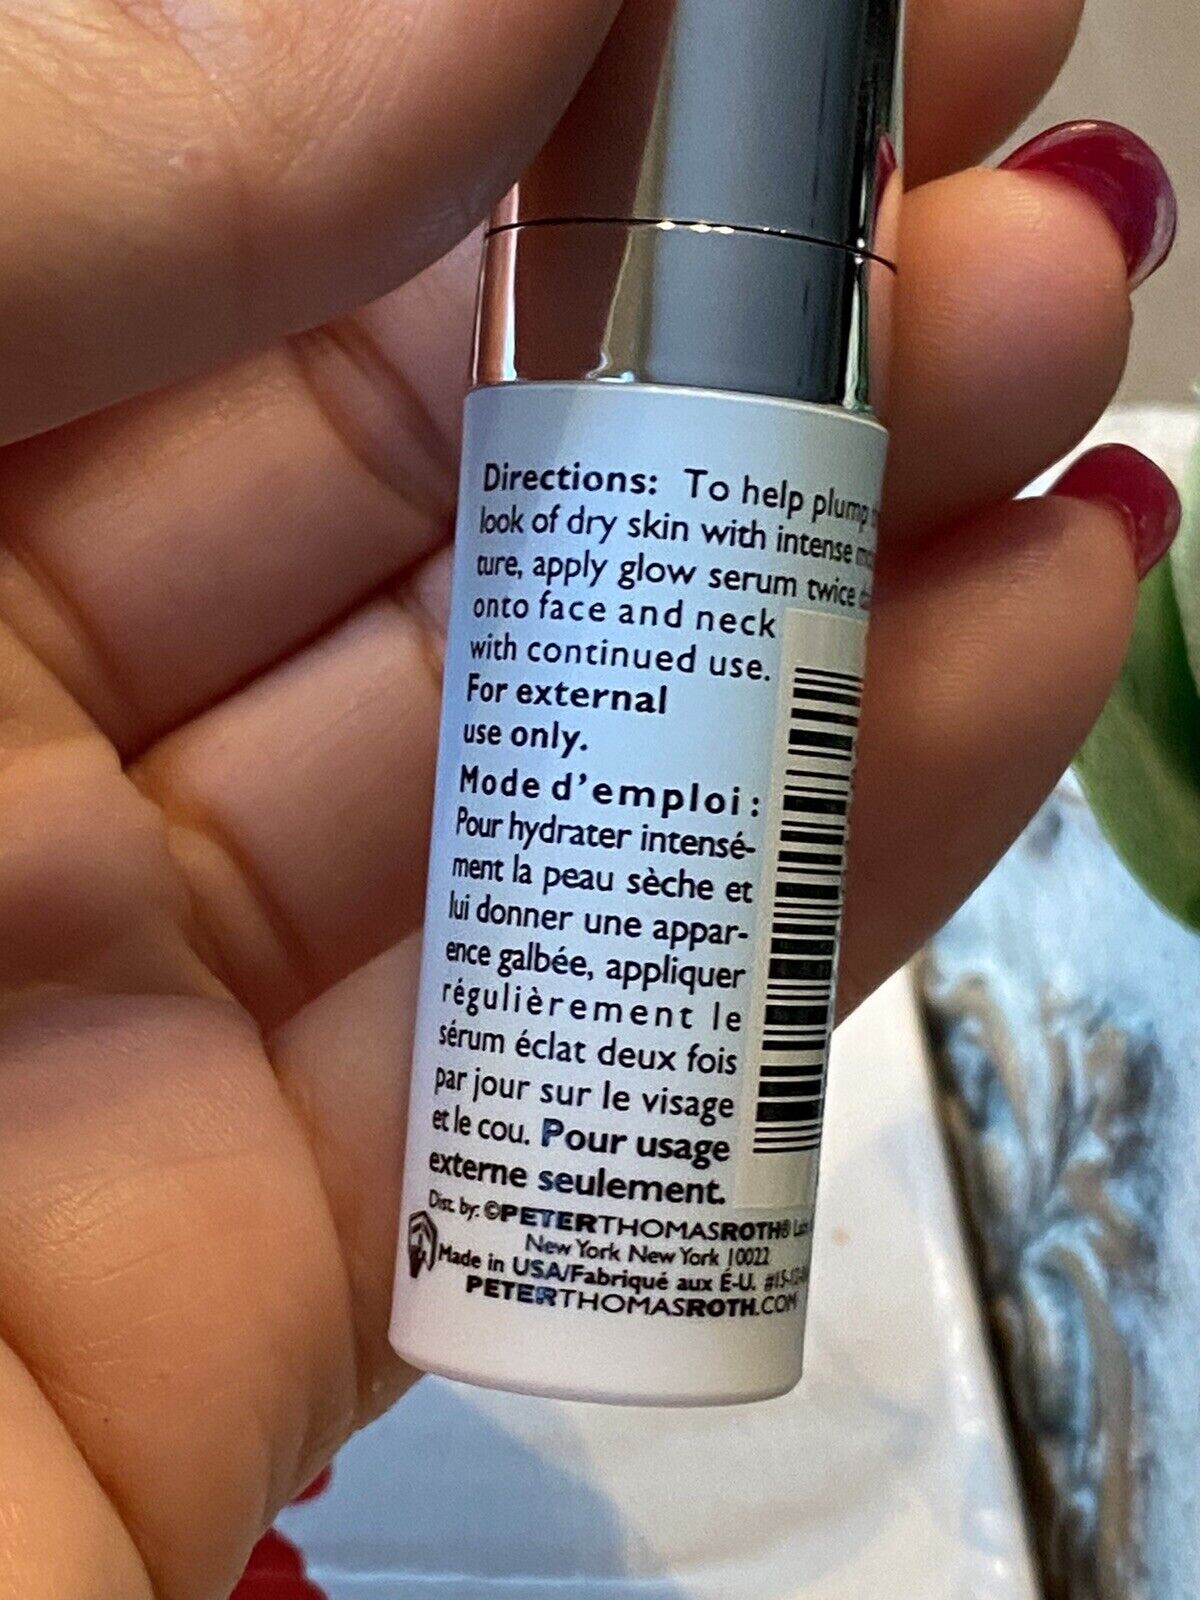 Directions: To help plump
look of dry skin with intense
ture, apply glow serum twice
onto face and neck
with continued use.
For external
use only.
Mode d'emploi :
Pour hydrater intensé-
ment la peau sèche et
lui donner une appar-
ence galbée, appliquer
régulièrement le
sérum éclat deux fois
par jour sur le visage
et le cou. Pour usage
externe seulement.
Dist. by: ©PETERTHOMASROTH®
New York New York 10022
Made in USA/Fabriqué aux É-U.
PETERTHOMASROTH.COM